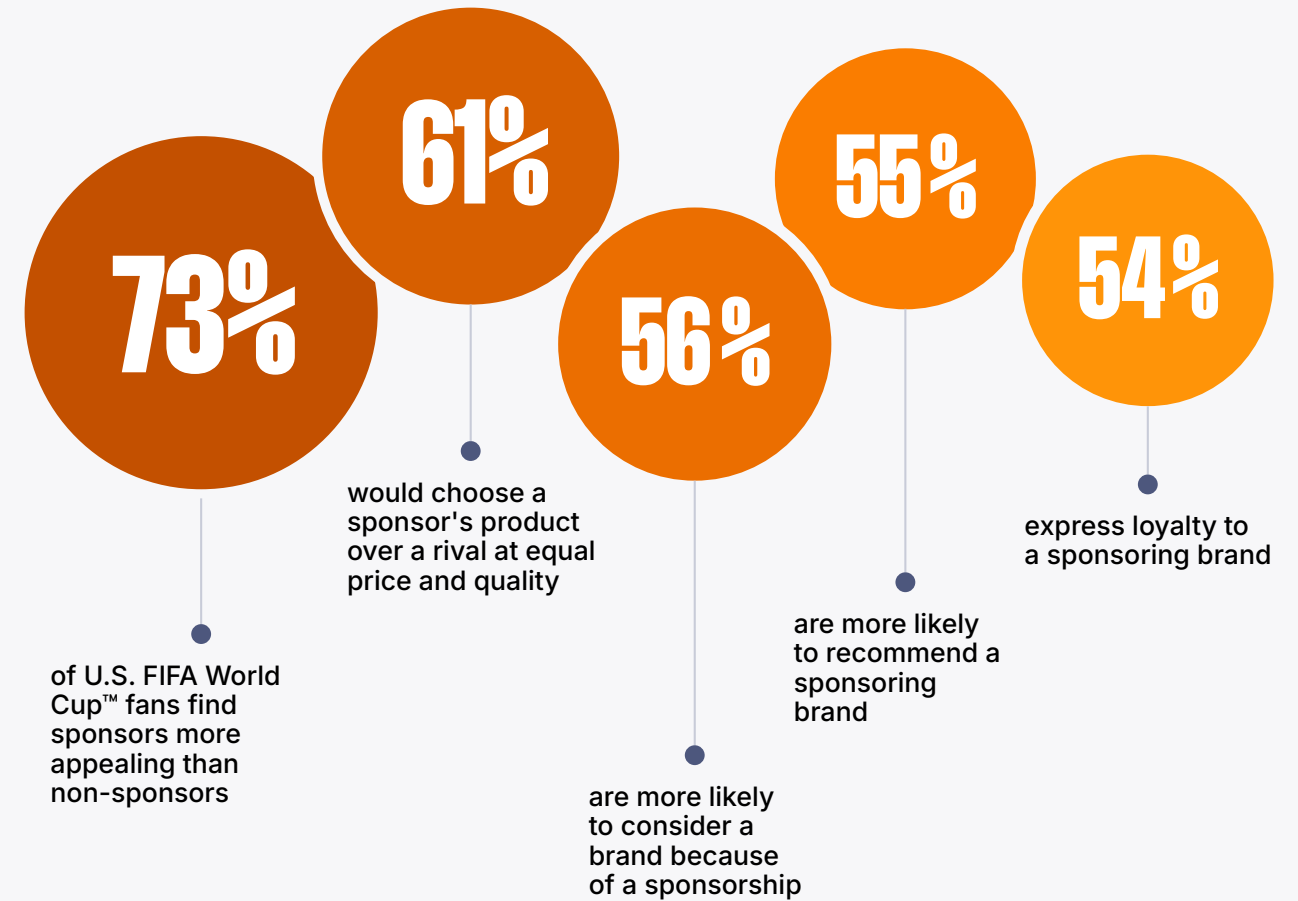 73%
of U.S. FIFA World
Cup™ fans find
sponsors more
appealing than
non-sponsors
61%
would choose a
sponsor's product
over a rival at equal
price and quality
56%
are more likely
to consider a
brand because
of a sponsorship
55%
are more likely
to recommend a
sponsoring
brand
54%
express loyalty to
a sponsoring brand